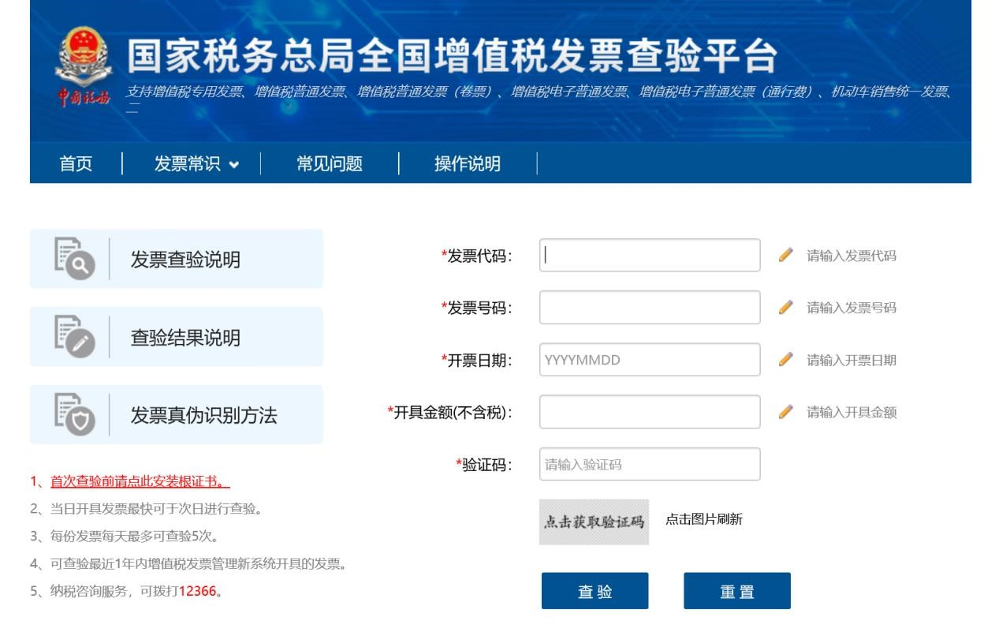 国家税务总局全国增值税发票查验平台
中国税务
支持增值税专用发票、增值税普通发票、增值税普通发票（卷票）、增值税电子普通发票、增值税电子普通发票（通行费）、机动车销售统一发票、
二
首页
发票常识
常见问题
操作说明
发票查验说明
查验结果说明
发票真伪识别方法
1、首次查验前请点此安装根证书。
2、当日开具发票最快可于次日进行查验。
3、每份发票每天最多可查验5次。
4、可查验最近1年内增值税发票管理新系统开具的发票。
5、纳税咨询服务，可拨打12366。
*发票代码： 请输入发票代码
*发票号码： 请输入发票号码
*开票日期： YYYYMMDD 请输入开票日期
*开具金额(不含税)： 请输入开具金额
*验证码： 请输入验证码
点击获取验证码 点击图片刷新
查 验
重 置